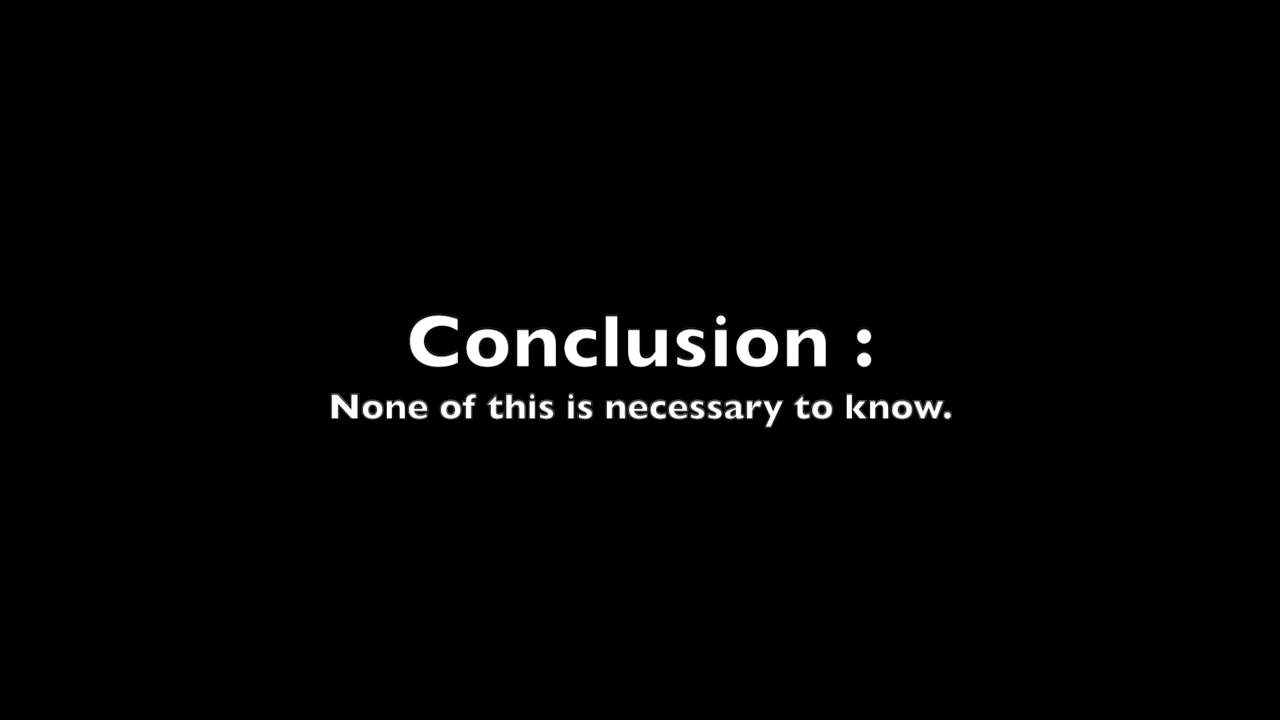 Conclusion :
None of this is necessary to know.